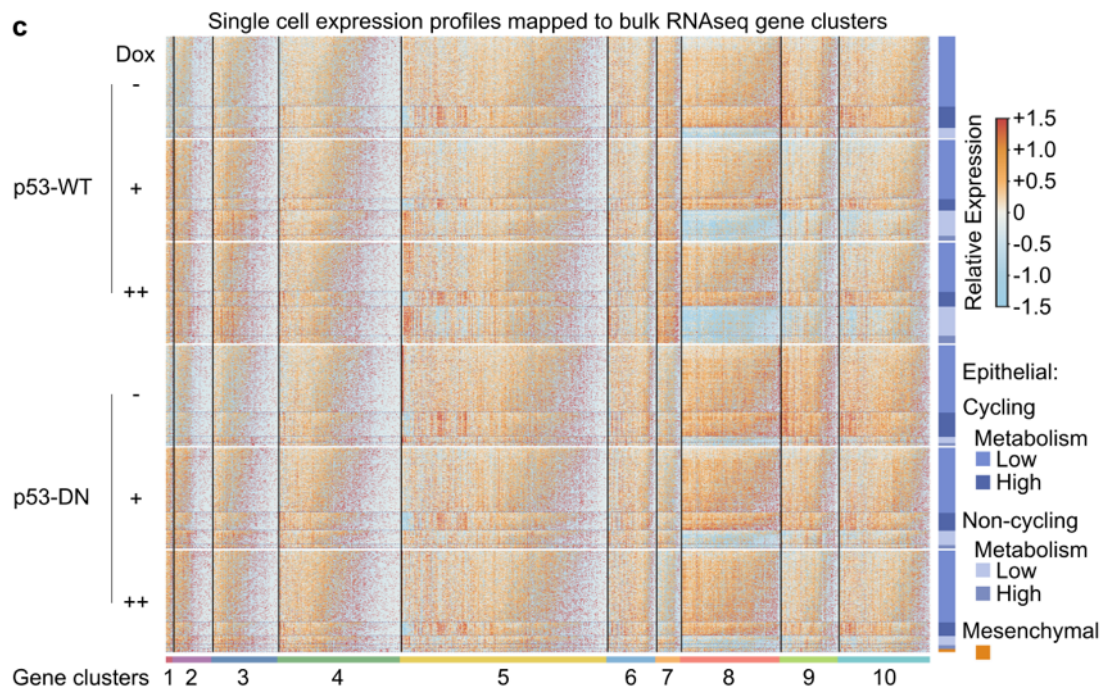 c
Single cell expression profiles mapped to bulk RNAseq gene clusters
Dox
-
p53-WT
+
++
-
p53-DN
+
++
Relative Expression
+1.5
+1.0
+0.5
0
-0.5
-1.0
-1.5
Epithelial:
Cycling
Metabolism
Low
High
Non-cycling
Metabolism
Low
High
Mesenchymal
Gene clusters 1 2 3 4 5 6 7 8 9 10